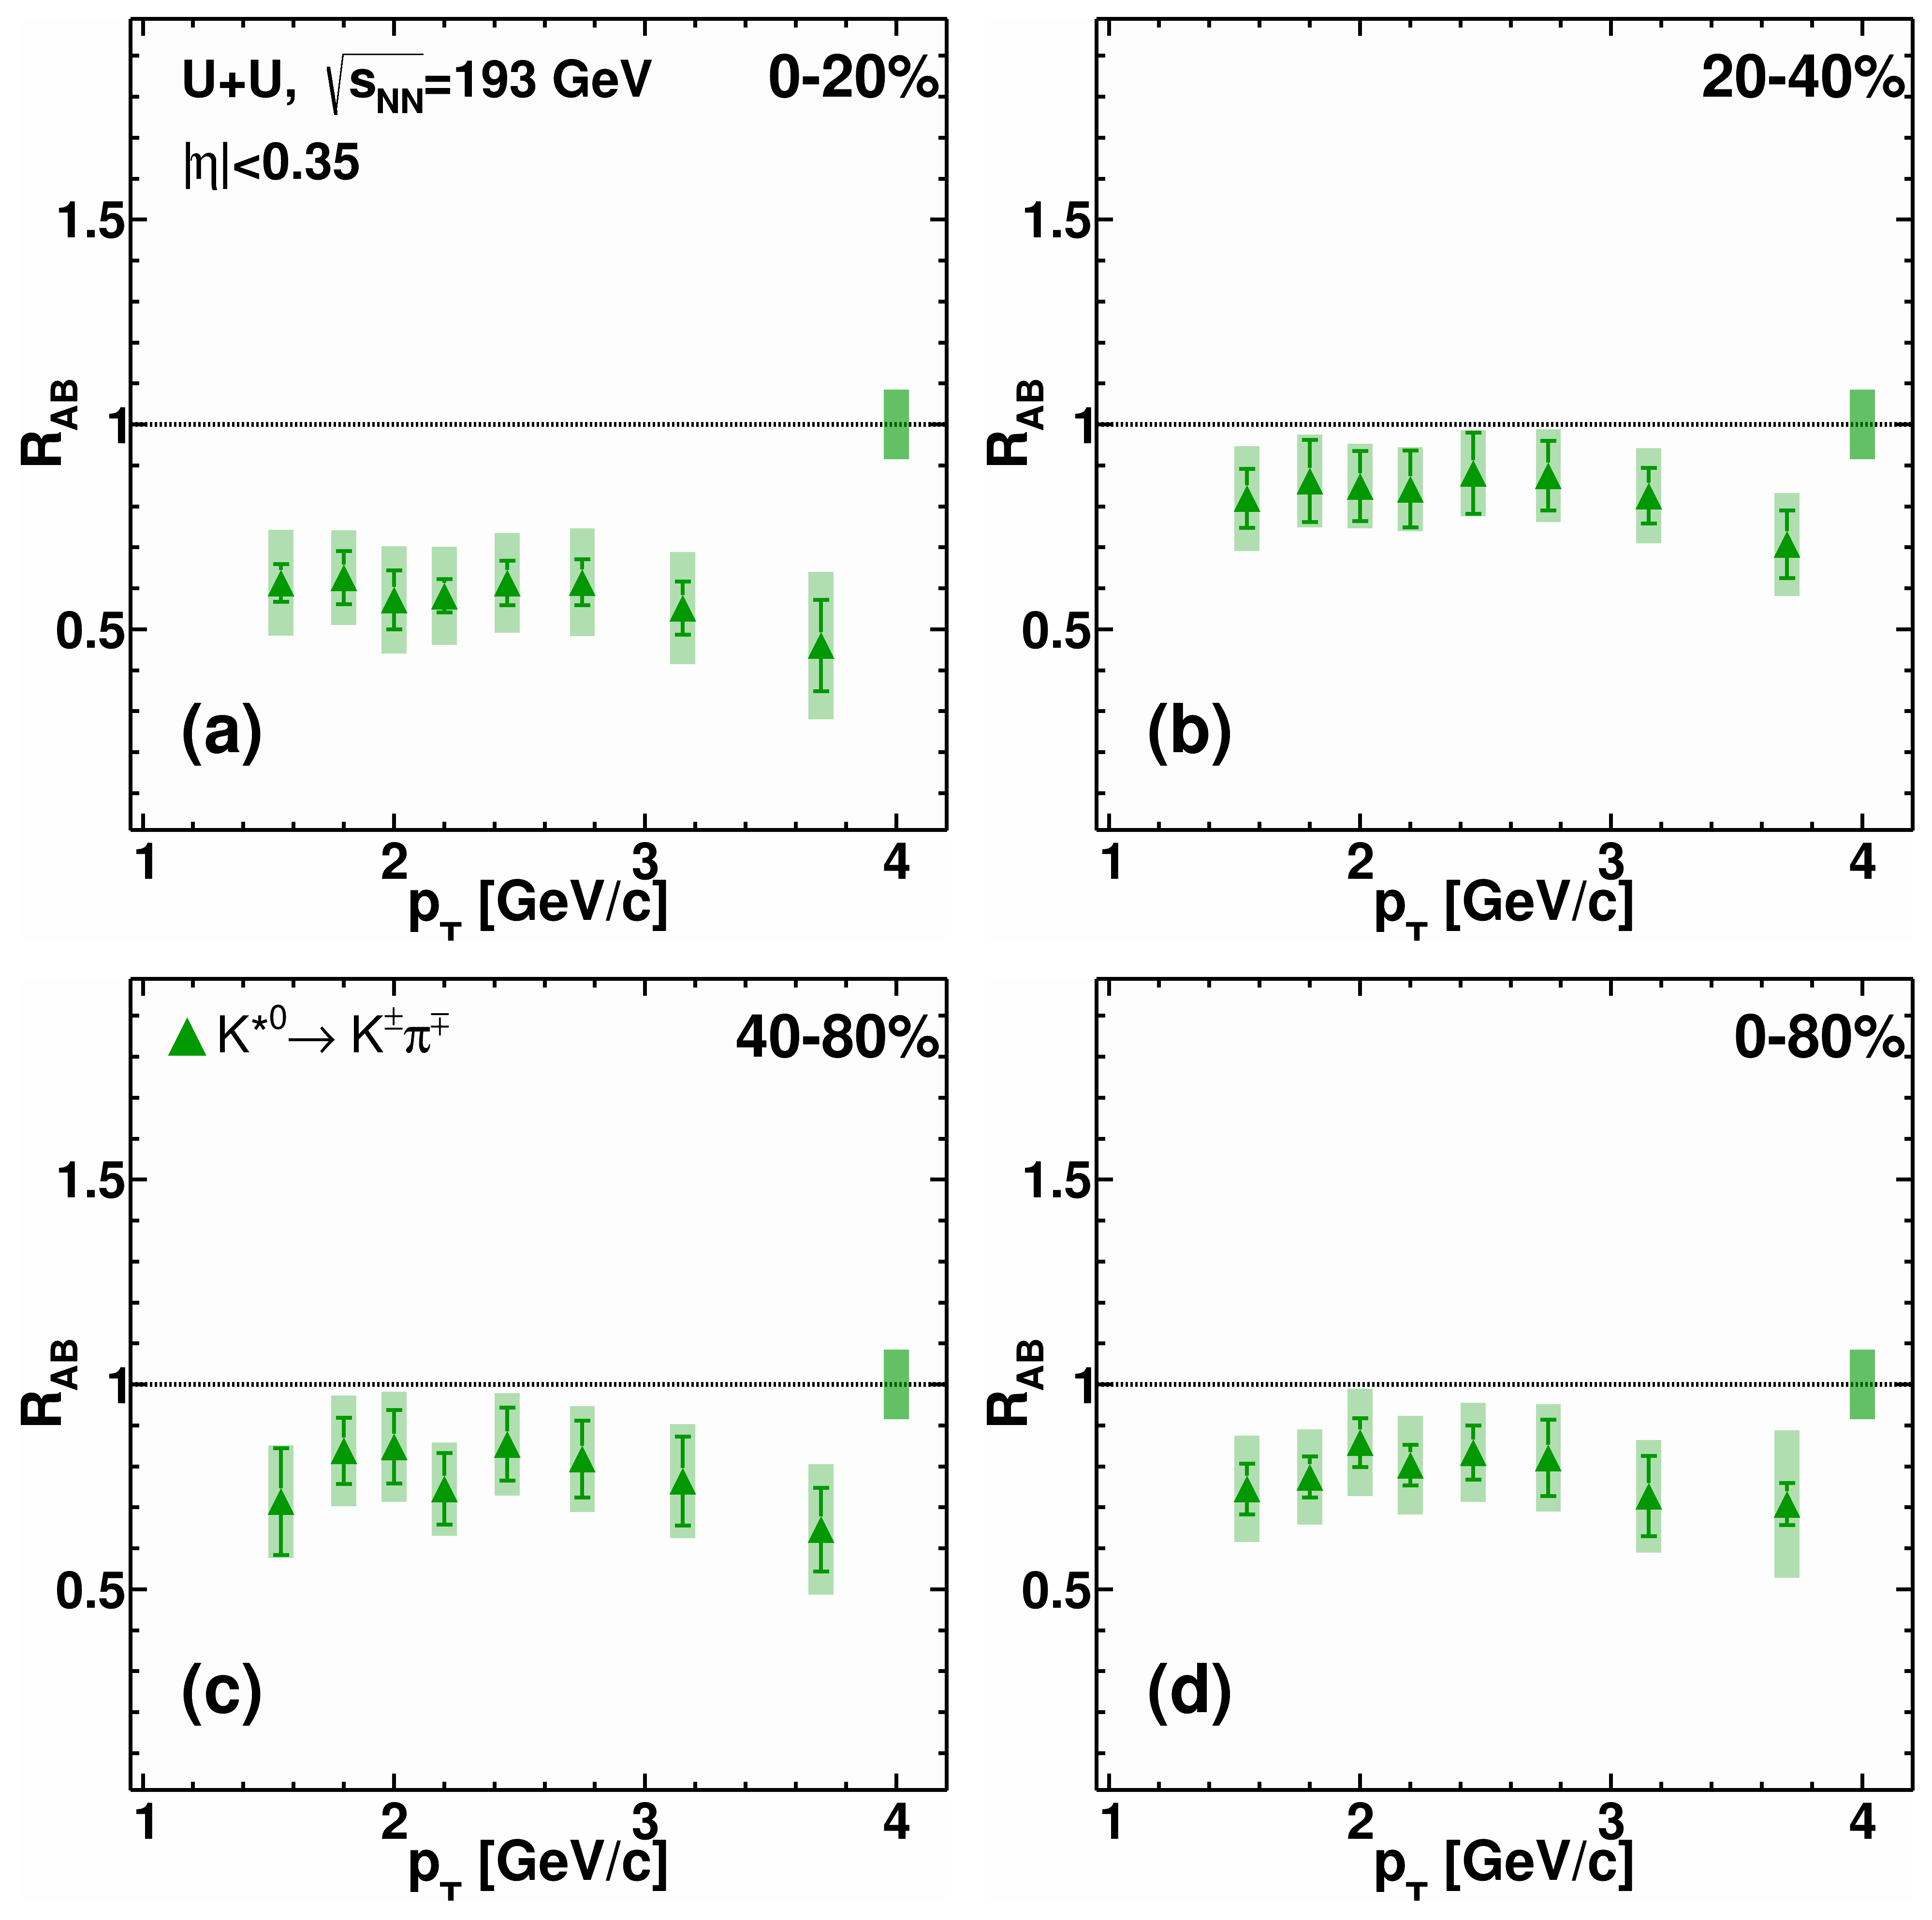 U+U, √sNN=193 GeV 0-20%
|η|<0.35
1.5
1
0.5
RAB
(a)
1 2 3 4
pT [GeV/c]
20-40%
1.5
1
0.5
RAB
(b)
1 2 3 4
pT [GeV/c]
K*0→ K±π∓ 40-80%
1.5
1
0.5
RAB
(c)
1 2 3 4
pT [GeV/c]
0-80%
1.5
1
0.5
RAB
(d)
1 2 3 4
pT [GeV/c]